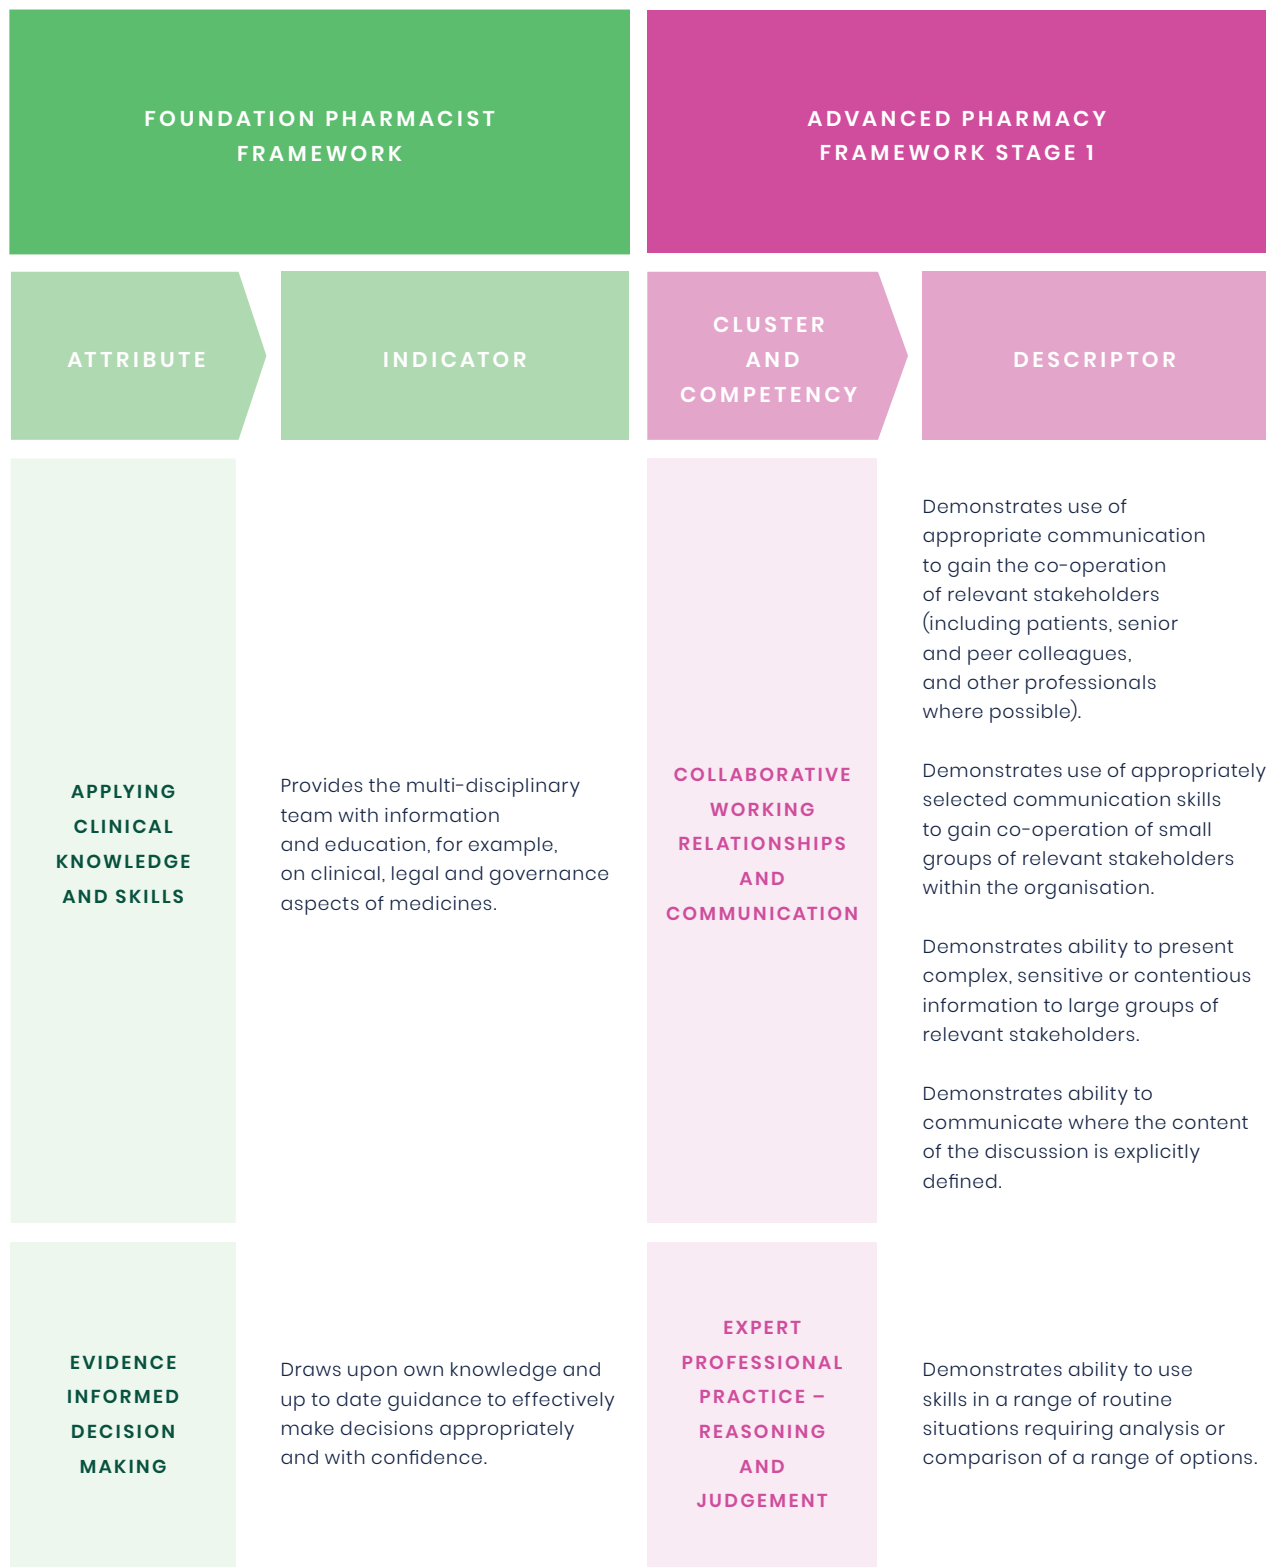 FOUNDATION PHARMACIST
FRAMEWORK
ADVANCED PHARMACY
FRAMEWORK STAGE 1
ATTRIBUTE
INDICATOR
CLUSTER
AND
COMPETENCY
DESCRIPTOR
APPLYING
CLINICAL
KNOWLEDGE
AND SKILLS
Provides the multi-disciplinary
team with information
and education, for example,
on clinical, legal and governance
aspects of medicines.
COLLABORATIVE
WORKING
RELATIONSHIPS
AND
COMMUNICATION
Demonstrates use of
appropriate communication
to gain the co-operation
of relevant stakeholders
(including patients, senior
and peer colleagues,
and other professionals
where possible).
Demonstrates use of appropriately
selected communication skills
to gain co-operation of small
groups of relevant stakeholders
within the organisation.
Demonstrates ability to present
complex, sensitive or contentious
information to large groups of
relevant stakeholders.
Demonstrates ability to
communicate where the content
of the discussion is explicitly
defined.
EVIDENCE
INFORMED
DECISION
MAKING
Draws upon own knowledge and
up to date guidance to effectively
make decisions appropriately
and with confidence.
EXPERT
PROFESSIONAL
PRACTICE –
REASONING
AND
JUDGEMENT
Demonstrates ability to use
skills in a range of routine
situations requiring analysis or
comparison of a range of options.